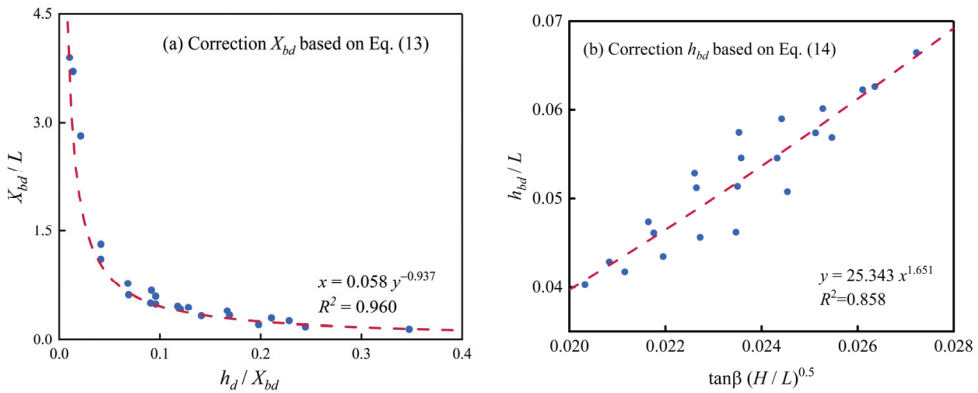 4.5
3.0
1.5
0.0
X_bd / L
(a) Correction X_bd based on Eq. (13)
x = 0.058 y^−0.937
R² = 0.960
0.0 0.1 0.2 0.3 0.4
h_d / X_bd
0.07
0.06
0.05
0.04
h_bd / L
(b) Correction h_bd based on Eq. (14)
y = 25.343 x^1.651
R²=0.858
0.020 0.022 0.024 0.026 0.028
tanβ (H / L)^0.5